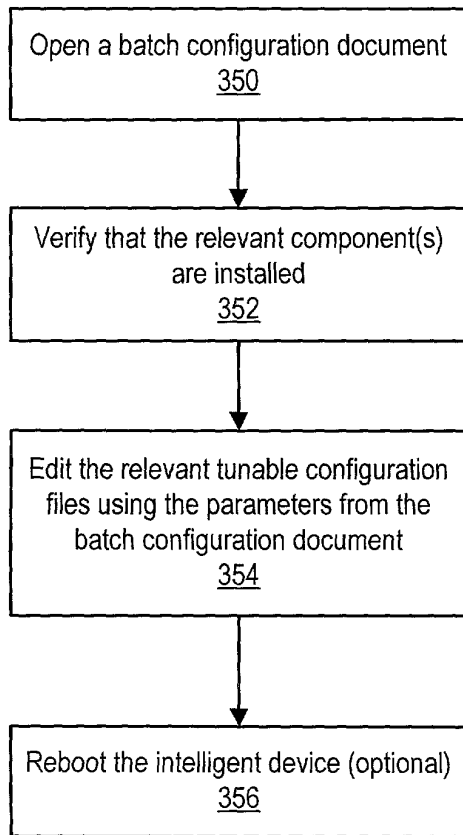 Open a batch configuration document
350
Verify that the relevant component(s)
are installed
352
Edit the relevant tunable configuration
files using the parameters from the
batch configuration document
354
Reboot the intelligent device (optional)
356